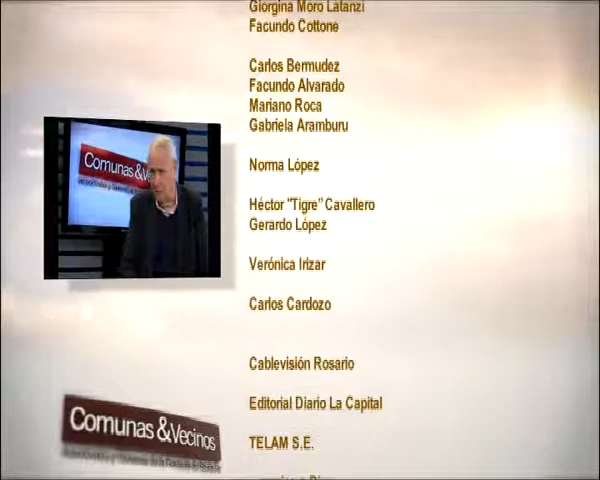 Giorgina Moro Latanzi
Facundo Cottone
Carlos Bermudez
Facundo Alvarado
Mariano Roca
Gabriela Aramburu
Norma López
Héctor "Tigre" Cavallero
Gerardo López
Verónica Irizar
Carlos Cardozo
Cablevisión Rosario
Editorial Diario La Capital
TELAM S.E.
Comunas&Ve
Comunas&Vecinos